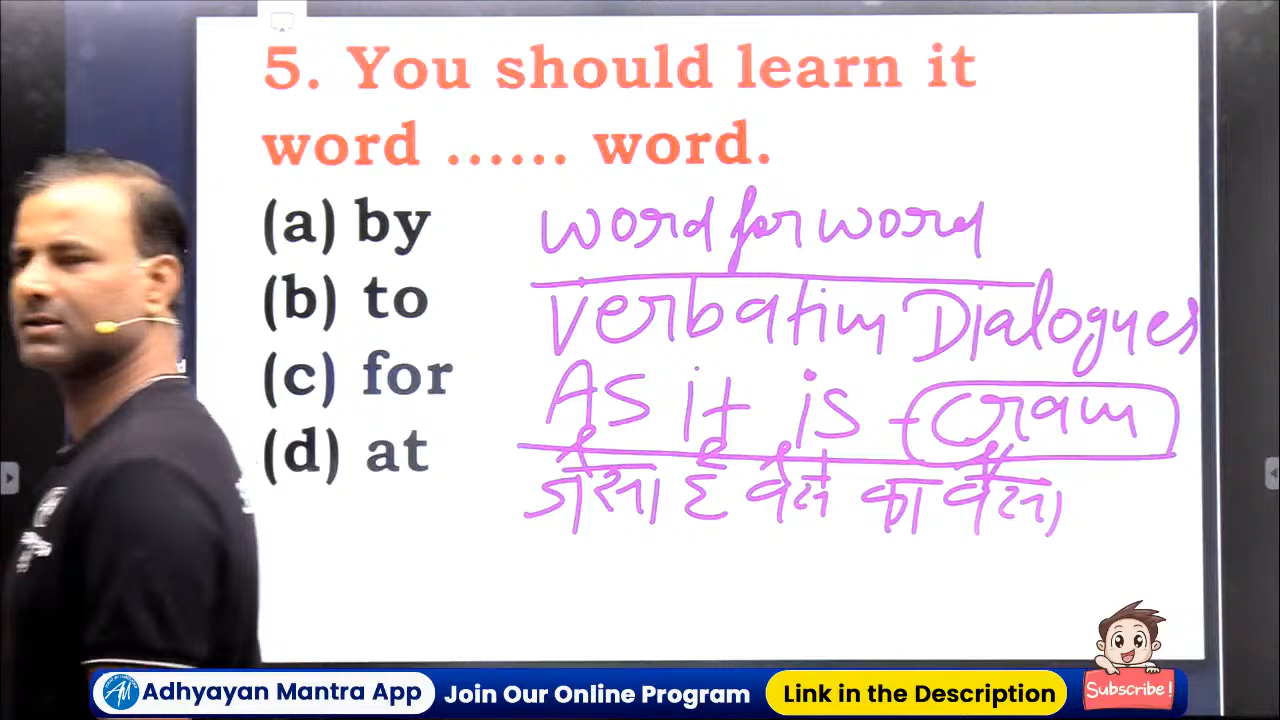 5. You should learn it
word ...... word.
(a) by
(b) to
(c) for
(d) at
word for word
Verbatim Dialogues
As it is - cram
जैसा है वैसे का वैसा
Adhyayan Mantra App
Join Our Online Program
Link in the Description
Subscribe!